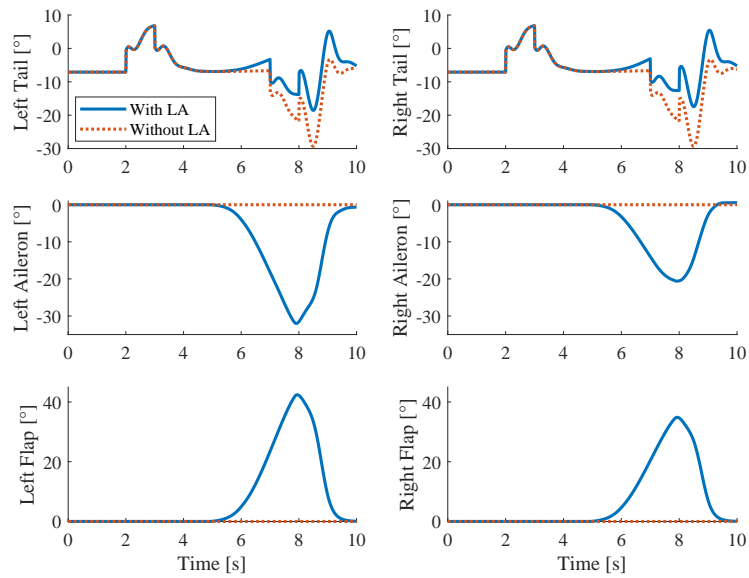 10
0
-10
-20
-30
Left Tail [°]
With LA
Without LA
0 2 4 6 8 10
10
0
-10
-20
-30
Right Tail [°]
0 2 4 6 8 10
0
-10
-20
-30
Left Aileron [°]
0 2 4 6 8 10
0
-10
-20
-30
Right Aileron [°]
0 2 4 6 8 10
40
20
0
Left Flap [°]
0 2 4 6 8 10
Time [s]
40
20
0
Right Flap [°]
0 2 4 6 8 10
Time [s]